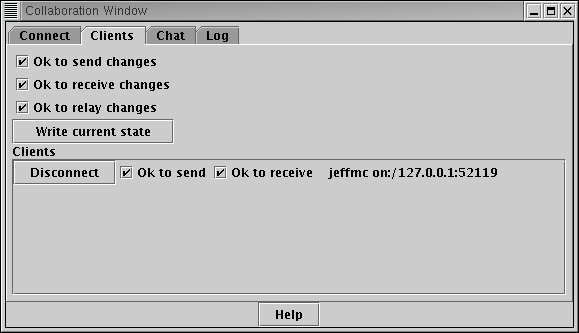 Collaboration Window
Connect Clients Chat Log
Ok to send changes
Ok to receive changes
Ok to relay changes
Write current state
Clients
Disconnect Ok to send Ok to receive jeffmc on:/127.0.0.1:52119
Help